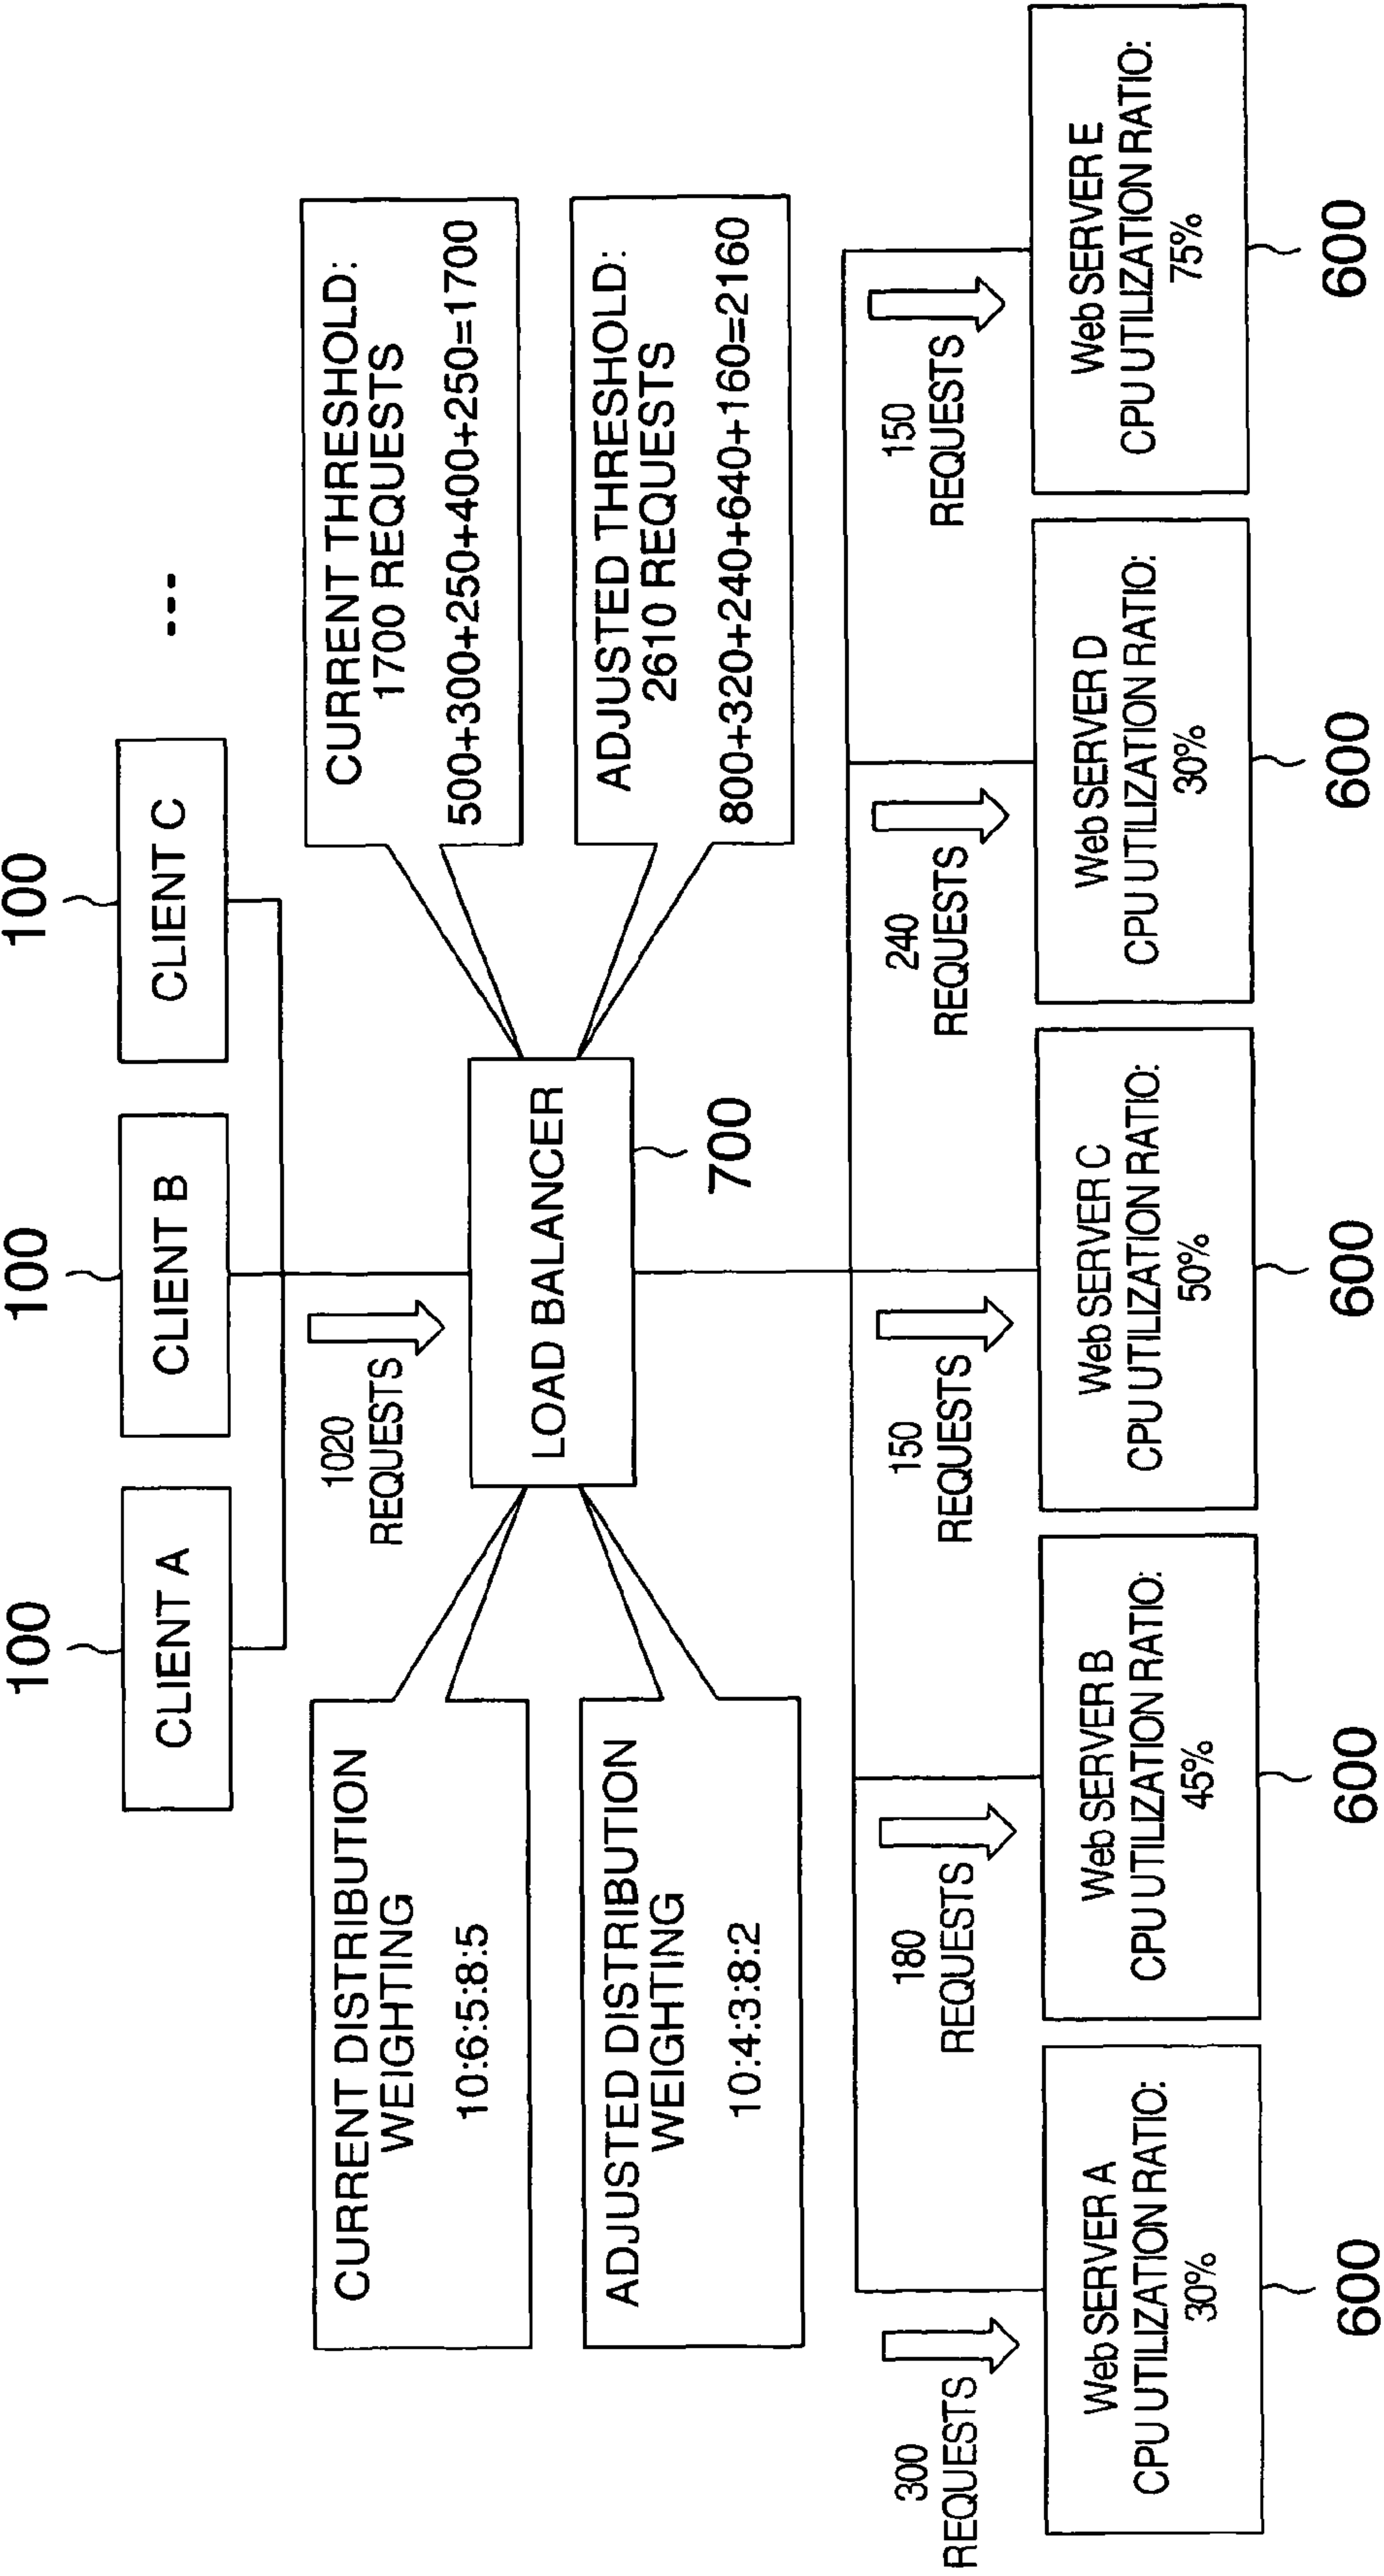 100
100
100
CLIENT A
CLIENT B
CLIENT C
---
1020
REQUESTS
CURRENT DISTRIBUTION
WEIGHTING
10:6:5:8:5
ADJUSTED DISTRIBUTION
WEIGHTING
10:4:3:8:2
LOAD BALANCER
700
CURRENT THRESHOLD:
1700 REQUESTS
500+300+250+400+250=1700
ADJUSTED THRESHOLD:
2610 REQUESTS
800+320+240+640+160=2160
300
REQUESTS
180
REQUESTS
150
REQUESTS
240
REQUESTS
150
REQUESTS
Web SERVER A
CPU UTILIZATION RATIO:
30%
Web SERVER B
CPU UTILIZATION RATIO:
45%
Web SERVER C
CPU UTILIZATION RATIO:
50%
Web SERVER D
CPU UTILIZATION RATIO:
30%
Web SERVER E
CPU UTILIZATION RATIO:
75%
600
600
600
600
600